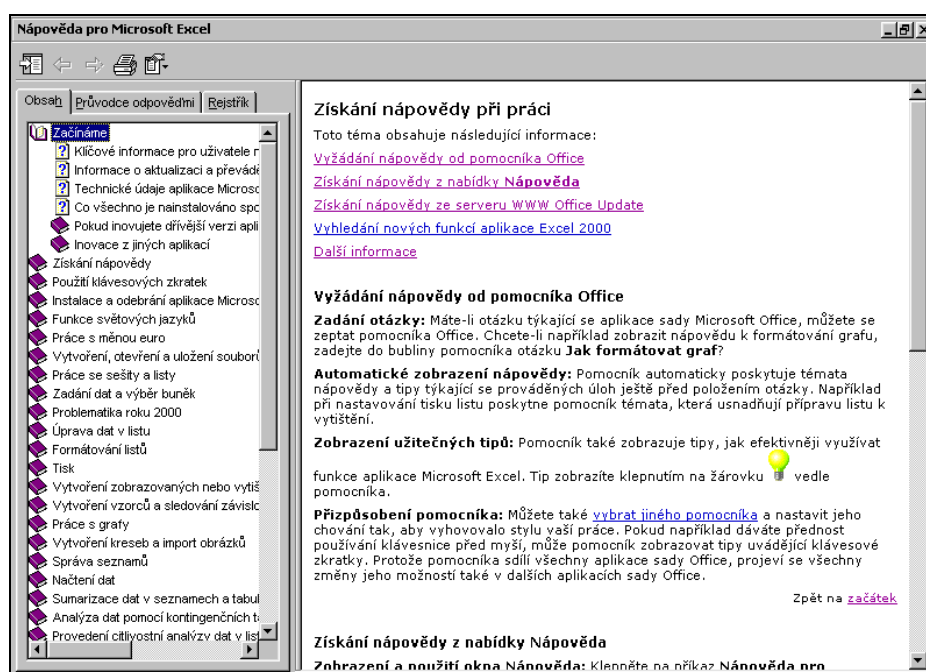 Nápověda pro Microsoft Excel
Obsah
Průvodce odpověďmi
Rejstřík
Začínáme
Klíčové informace pro uživatele
Informace o aktualizaci a převádě
Technické údaje aplikace Microsc
Co všechno je nainstalováno spo
Pokud inovujete dřívější verzi apli
Inovace z jiných aplikací
Získání nápovědy
Použití klávesových zkratek
Instalace a odebrání aplikace Microsc
Funkce světových jazyků
Práce s měnou euro
Vytvoření, otevření a uložení souborů
Práce se sešity a listy
Zadání dat a výběr buněk
Problematika roku 2000
Úprava dat v listu
Formátování listů
Tisk
Vytvoření zobrazovaných nebo vytiš
Vytvoření vzorců a sledování závislo
Práce s grafy
Vytvoření kreseb a import obrázků
Správa seznamů
Načtení dat
Sumarizace dat v seznamech a tabul
Analýza dat pomocí kontingenčních t
Provedení citlivostní analýzy dat v list
Získání nápovědy při práci
Toto téma obsahuje následující informace:
Vyžádání nápovědy od pomocníka Office
Získání nápovědy z nabídky Nápověda
Získání nápovědy ze serveru WWW Office Update
Vyhledání nových funkcí aplikace Excel 2000
Další informace
Vyžádání nápovědy od pomocníka Office
Zadání otázky: Máte-li otázku týkající se aplikace sady Microsoft Office, můžete se
zeptat pomocníka Office. Chcete-li například zobrazit nápovědu k formátování grafu,
zadejte do bubliny pomocníka otázku Jak formátovat graf?
Automatické zobrazení nápovědy: Pomocník automaticky poskytuje témata
nápovědy a tipy týkající se prováděných úloh ještě před položením otázky. Například
při nastavování tisku listu poskytne pomocník témata, která usnadňují přípravu listu k
vytištění.
Zobrazení užitečných tipů: Pomocník také zobrazuje tipy, jak efektivněji využívat
funkce aplikace Microsoft Excel. Tip zobrazíte klepnutím na žárovku vedle
pomocníka.
Přizpůsobení pomocníka: Můžete také vybrat jiného pomocníka a nastavit jeho
chování tak, aby vyhovovalo stylu vaší práce. Pokud například dáváte přednost
používání klávesnice před myší, může pomocník zobrazovat tipy uvádějící klávesové
zkratky. Protože pomocníka sdílí všechny aplikace sady Office, projeví se všechny
změny jeho možností také v dalších aplikacích sady Office.
Zpět na začátek
Získání nápovědy z nabídky Nápověda
Zobrazení a použití okna Nápověda: Klepněte na příkaz Nápověda pro